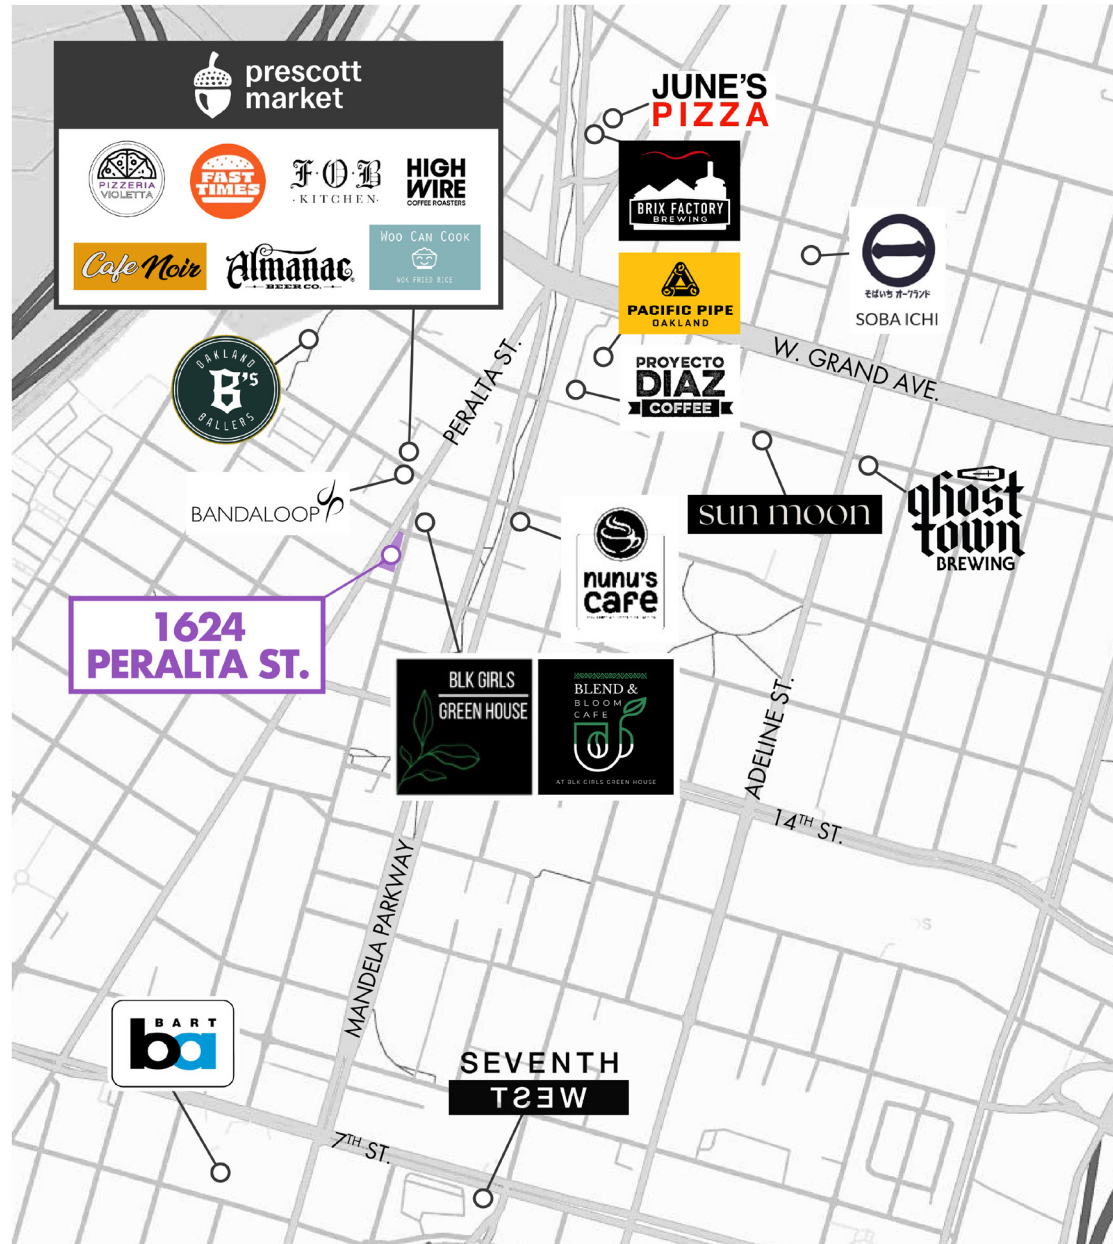 prescott
market
PIZZERIA
VIOLETTA
FAST
TIMES
F·O·B
·KITCHEN·
HIGH
WIRE
COFFEE ROASTERS
Cafe Noir
Almanac
BEER CO.
WOO CAN COOK
WOK FRIED RICE
JUNE'S
PIZZA
BRIX FACTORY
BREWING
そばいち オークランド
SOBA ICHI
PACIFIC PIPE
OAKLAND
PROYECTO
DIAZ
COFFEE
W. GRAND AVE.
PERALTA ST.
OAKLAND
B'S
BALLERS
BANDALOOP
sun moon
ghost
town
BREWING
nunu's
cafe
1624
PERALTA ST.
BLK GIRLS
GREEN HOUSE
BLEND &
BLOOM
CAFE
AT BLK GIRLS GREEN HOUSE
ADELINE ST.
14TH ST.
MANDELA PARKWAY
BART
ba
SEVENTH
WEST
7TH ST.